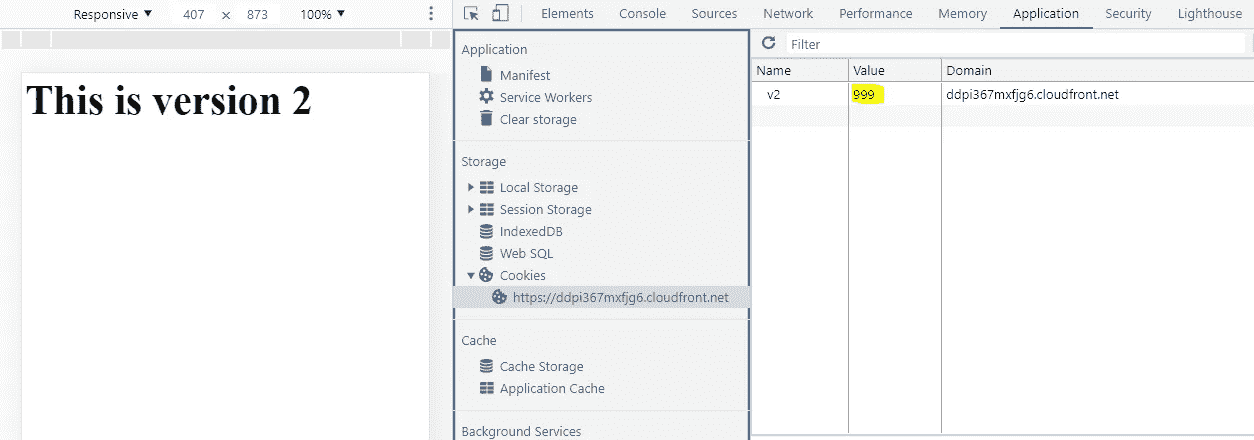 Responsive ▼ 407 x 873 100% ▼
Elements Console Sources Network Performance Memory Application Security Lighthouse
This is version 2
Application
Manifest
Service Workers
Clear storage
Storage
Local Storage
Session Storage
IndexedDB
Web SQL
Cookies
https://ddpi367mxfjg6.cloudfront.net
Cache
Cache Storage
Application Cache
Background Services
Filter
Name Value Domain
v2 999 ddpi367mxfjg6.cloudfront.net